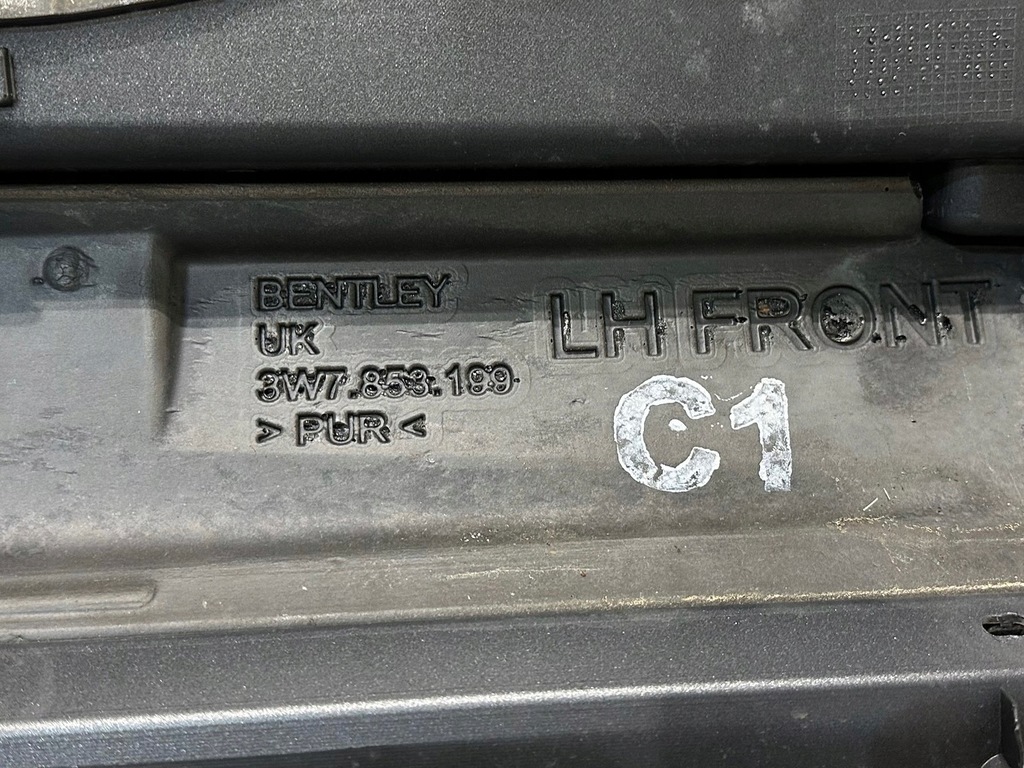 BENTLEY
UK
3W7.853.189
> PUR <
LH FRONT
C1